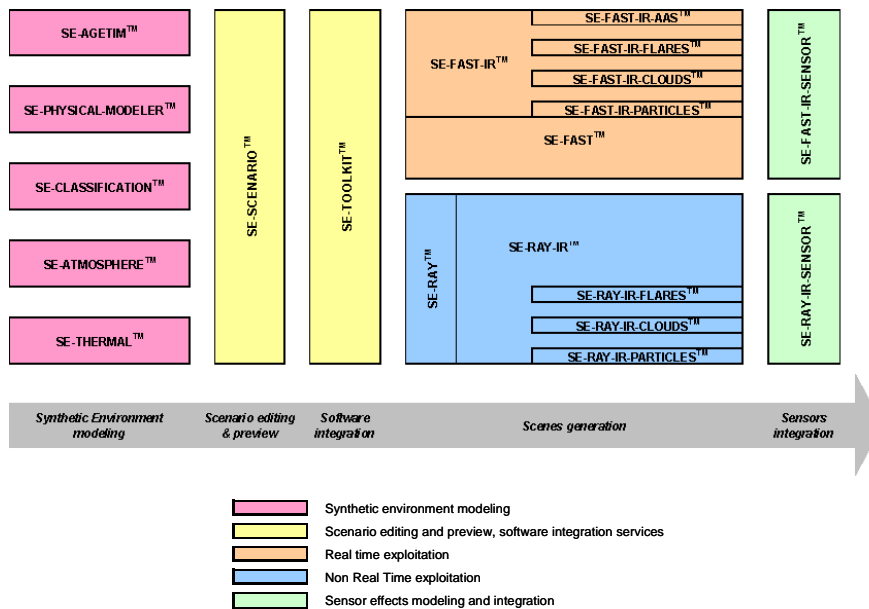 SE-AGETIM™
SE-PHYSICAL-MODELER™
SE-CLASSIFICATION™
SE-ATMOSPHERE™
SE-THERMAL™
SE-SCENARIO™
SE-TOOLKIT™
SE-FAST-IR™
SE-FAST-IR-AAS™
SE-FAST-IR-FLARES™
SE-FAST-IR-CLOUDS™
SE-FAST-IR-PARTICLES™
SE-FAST™
SE-RAY™
SE-RAY-IR™
SE-RAY-IR-FLARES™
SE-RAY-IR-CLOUDS™
SE-RAY-IR-PARTICLES™
SE-FAST-IR-SENSOR™
SE-RAY-IR-SENSOR™
Synthetic Environment
modeling
Scenario editing
& preview
Software
integration
Scenes generation
Sensors
integration
Synthetic environment modeling
Scenario editing and preview, software integration services
Real time exploitation
Non Real Time exploitation
Sensor effects modeling and integration